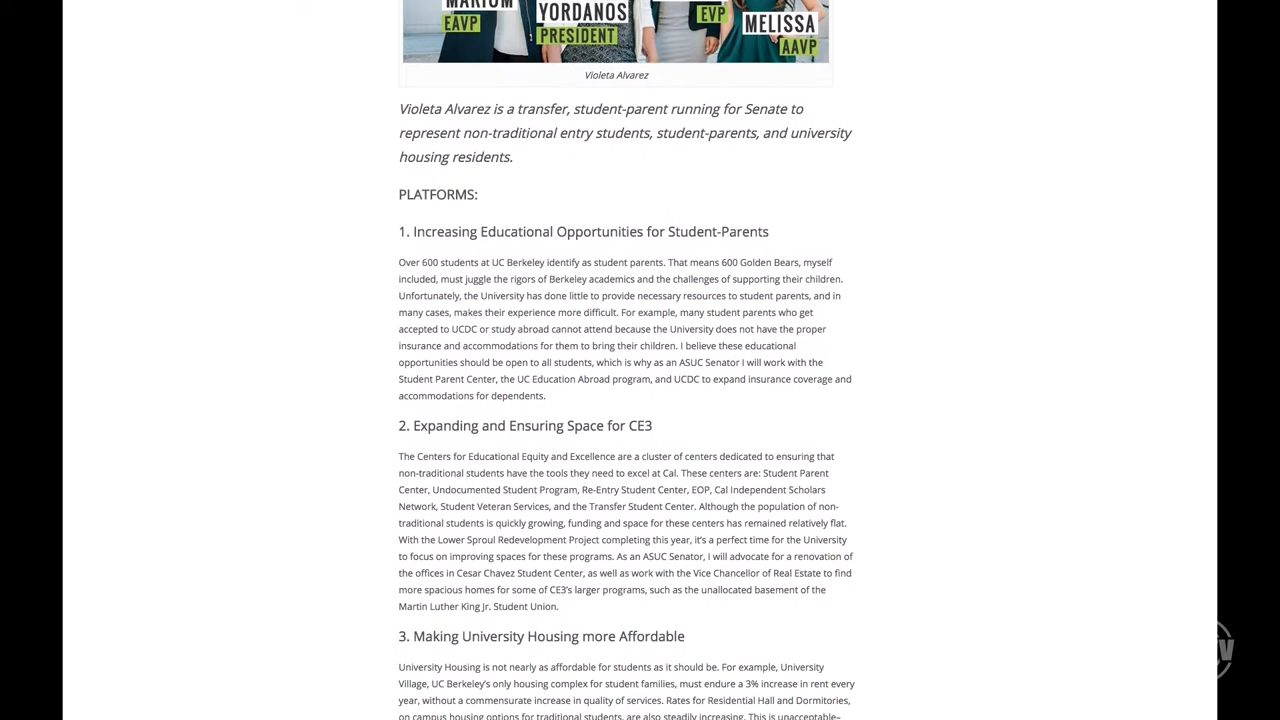 MARIUM
EAVP
YORDANOS
PRESIDENT
EVP
MELISSA
AAVP
Violeta Alvarez
Violeta Alvarez is a transfer, student-parent running for Senate to
represent non-traditional entry students, student-parents, and university
housing residents.
PLATFORMS:
1. Increasing Educational Opportunities for Student-Parents
Over 600 students at UC Berkeley identify as student parents. That means 600 Golden Bears, myself
included, must juggle the rigors of Berkeley academics and the challenges of supporting their children.
Unfortunately, the University has done little to provide necessary resources to student parents, and in
many cases, makes their experience more difficult. For example, many student parents who get
accepted to UCDC or study abroad cannot attend because the University does not have the proper
insurance and accommodations for them to bring their children. I believe these educational
opportunities should be open to all students, which is why as an ASUC Senator I will work with the
Student Parent Center, the UC Education Abroad program, and UCDC to expand insurance coverage and
accommodations for dependents.
2. Expanding and Ensuring Space for CE3
The Centers for Educational Equity and Excellence are a cluster of centers dedicated to ensuring that
non-traditional students have the tools they need to excel at Cal. These centers are: Student Parent
Center, Undocumented Student Program, Re-Entry Student Center, EOP, Cal Independent Scholars
Network, Student Veteran Services, and the Transfer Student Center. Although the population of non-
traditional students is quickly growing, funding and space for these centers has remained relatively flat.
With the Lower Sproul Redevelopment Project completing this year, it's a perfect time for the University
to focus on improving spaces for these programs. As an ASUC Senator, I will advocate for a renovation of
the offices in Cesar Chavez Student Center, as well as work with the Vice Chancellor of Real Estate to find
more spacious homes for some of CE3's larger programs, such as the unallocated basement of the
Martin Luther King Jr. Student Union.
3. Making University Housing more Affordable
University Housing is not nearly as affordable for students as it should be. For example, University
Village, UC Berkeley's only housing complex for student families, must endure a 3% increase in rent every
year, without a commensurate increase in quality of services. Rates for Residential Hall and Dormitories,
on campus housing options for traditional students, are also steadily increasing. This is unacceptable–